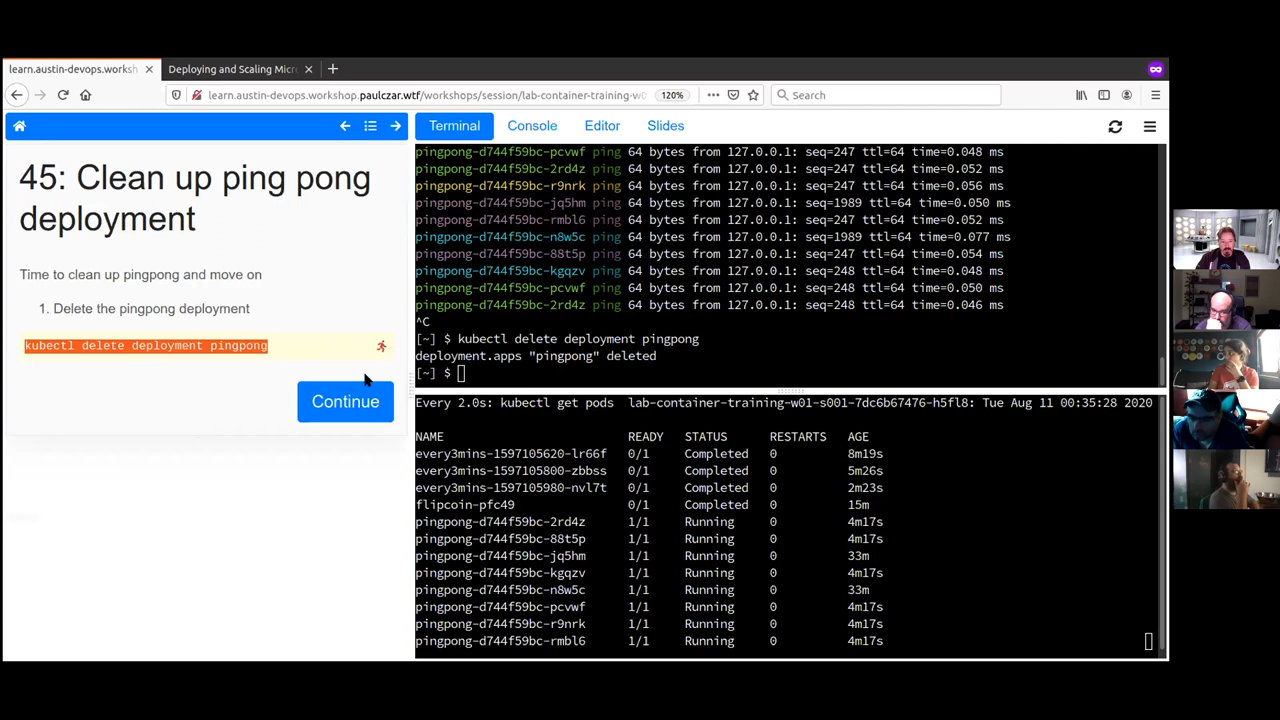 learn.austin-devops.worksh
Deploying and Scaling Micr
learn.austin-devops.workshop.paulczar.wtf/workshops/session/lab-container-training-w0
120%
Search
Terminal
Console
Editor
Slides
45: Clean up ping pong
deployment
Time to clean up pingpong and move on
1. Delete the pingpong deployment
kubectl delete deployment pingpong
Continue
pingpong-d744f59bc-pcvwf ping 64 bytes from 127.0.0.1: seq=247 ttl=64 time=0.048 ms
pingpong-d744f59bc-2rd4z ping 64 bytes from 127.0.0.1: seq=247 ttl=64 time=0.052 ms
pingpong-d744f59bc-r9nrk ping 64 bytes from 127.0.0.1: seq=247 ttl=64 time=0.056 ms
pingpong-d744f59bc-jq5hm ping 64 bytes from 127.0.0.1: seq=1989 ttl=64 time=0.050 ms
pingpong-d744f59bc-rmbl6 ping 64 bytes from 127.0.0.1: seq=247 ttl=64 time=0.052 ms
pingpong-d744f59bc-n8w5c ping 64 bytes from 127.0.0.1: seq=1989 ttl=64 time=0.077 ms
pingpong-d744f59bc-88t5p ping 64 bytes from 127.0.0.1: seq=247 ttl=64 time=0.054 ms
pingpong-d744f59bc-kgqzv ping 64 bytes from 127.0.0.1: seq=248 ttl=64 time=0.048 ms
pingpong-d744f59bc-pcvwf ping 64 bytes from 127.0.0.1: seq=248 ttl=64 time=0.050 ms
pingpong-d744f59bc-2rd4z ping 64 bytes from 127.0.0.1: seq=248 ttl=64 time=0.046 ms
^C
[~] $ kubectl delete deployment pingpong
deployment.apps "pingpong" deleted
[~] $
Every 2.0s: kubectl get pods lab-container-training-w01-s001-7dc6b67476-h5fl8: Tue Aug 11 00:35:28 2020
NAME READY STATUS RESTARTS AGE
every3mins-1597105620-lr66f 0/1 Completed 0 8m19s
every3mins-1597105800-zbbss 0/1 Completed 0 5m26s
every3mins-1597105980-nvl7t 0/1 Completed 0 2m23s
flipcoin-pfc49 0/1 Completed 0 15m
pingpong-d744f59bc-2rd4z 1/1 Running 0 4m17s
pingpong-d744f59bc-88t5p 1/1 Running 0 4m17s
pingpong-d744f59bc-jq5hm 1/1 Running 0 33m
pingpong-d744f59bc-kgqzv 1/1 Running 0 4m17s
pingpong-d744f59bc-n8w5c 1/1 Running 0 33m
pingpong-d744f59bc-pcvwf 1/1 Running 0 4m17s
pingpong-d744f59bc-r9nrk 1/1 Running 0 4m17s
pingpong-d744f59bc-rmbl6 1/1 Running 0 4m17s